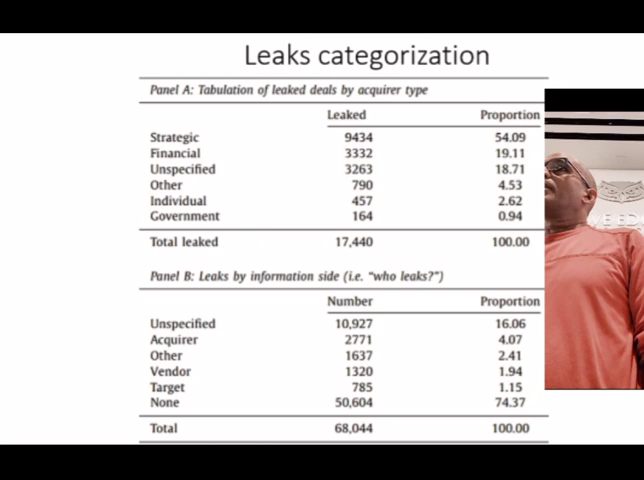 Leaks categorization
Panel A: Tabulation of leaked deals by acquirer type
Leaked Proportion
Strategic 9434 54.09
Financial 3332 19.11
Unspecified 3263 18.71
Other 790 4.53
Individual 457 2.62
Government 164 0.94
Total leaked 17,440 100.00
Panel B: Leaks by information side (i.e. “who leaks?”)
Number Proportion
Unspecified 10,927 16.06
Acquirer 2771 4.07
Other 1637 2.41
Vendor 1320 1.94
Target 785 1.15
None 50,604 74.37
Total 68,044 100.00